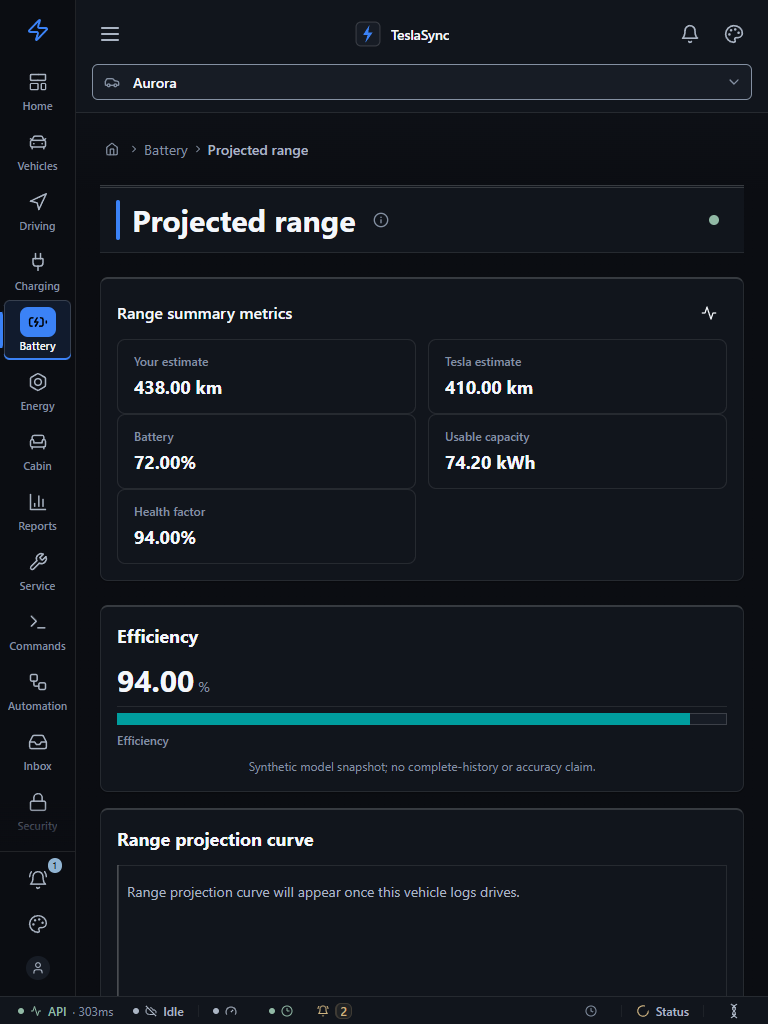 TeslaSync
Aurora
Home
Vehicles
Driving
Charging
Battery
Energy
Cabin
Reports
Service
Commands
Automation
Inbox
Security
1
Battery > Projected range
Projected range
Range summary metrics
Your estimate
438.00 km
Tesla estimate
410.00 km
Battery
72.00%
Usable capacity
74.20 kWh
Health factor
94.00%
Efficiency
94.00 %
Efficiency
Synthetic model snapshot; no complete-history or accuracy claim.
Range projection curve
Range projection curve will appear once this vehicle logs drives.
API · 303ms
Idle
2
Status